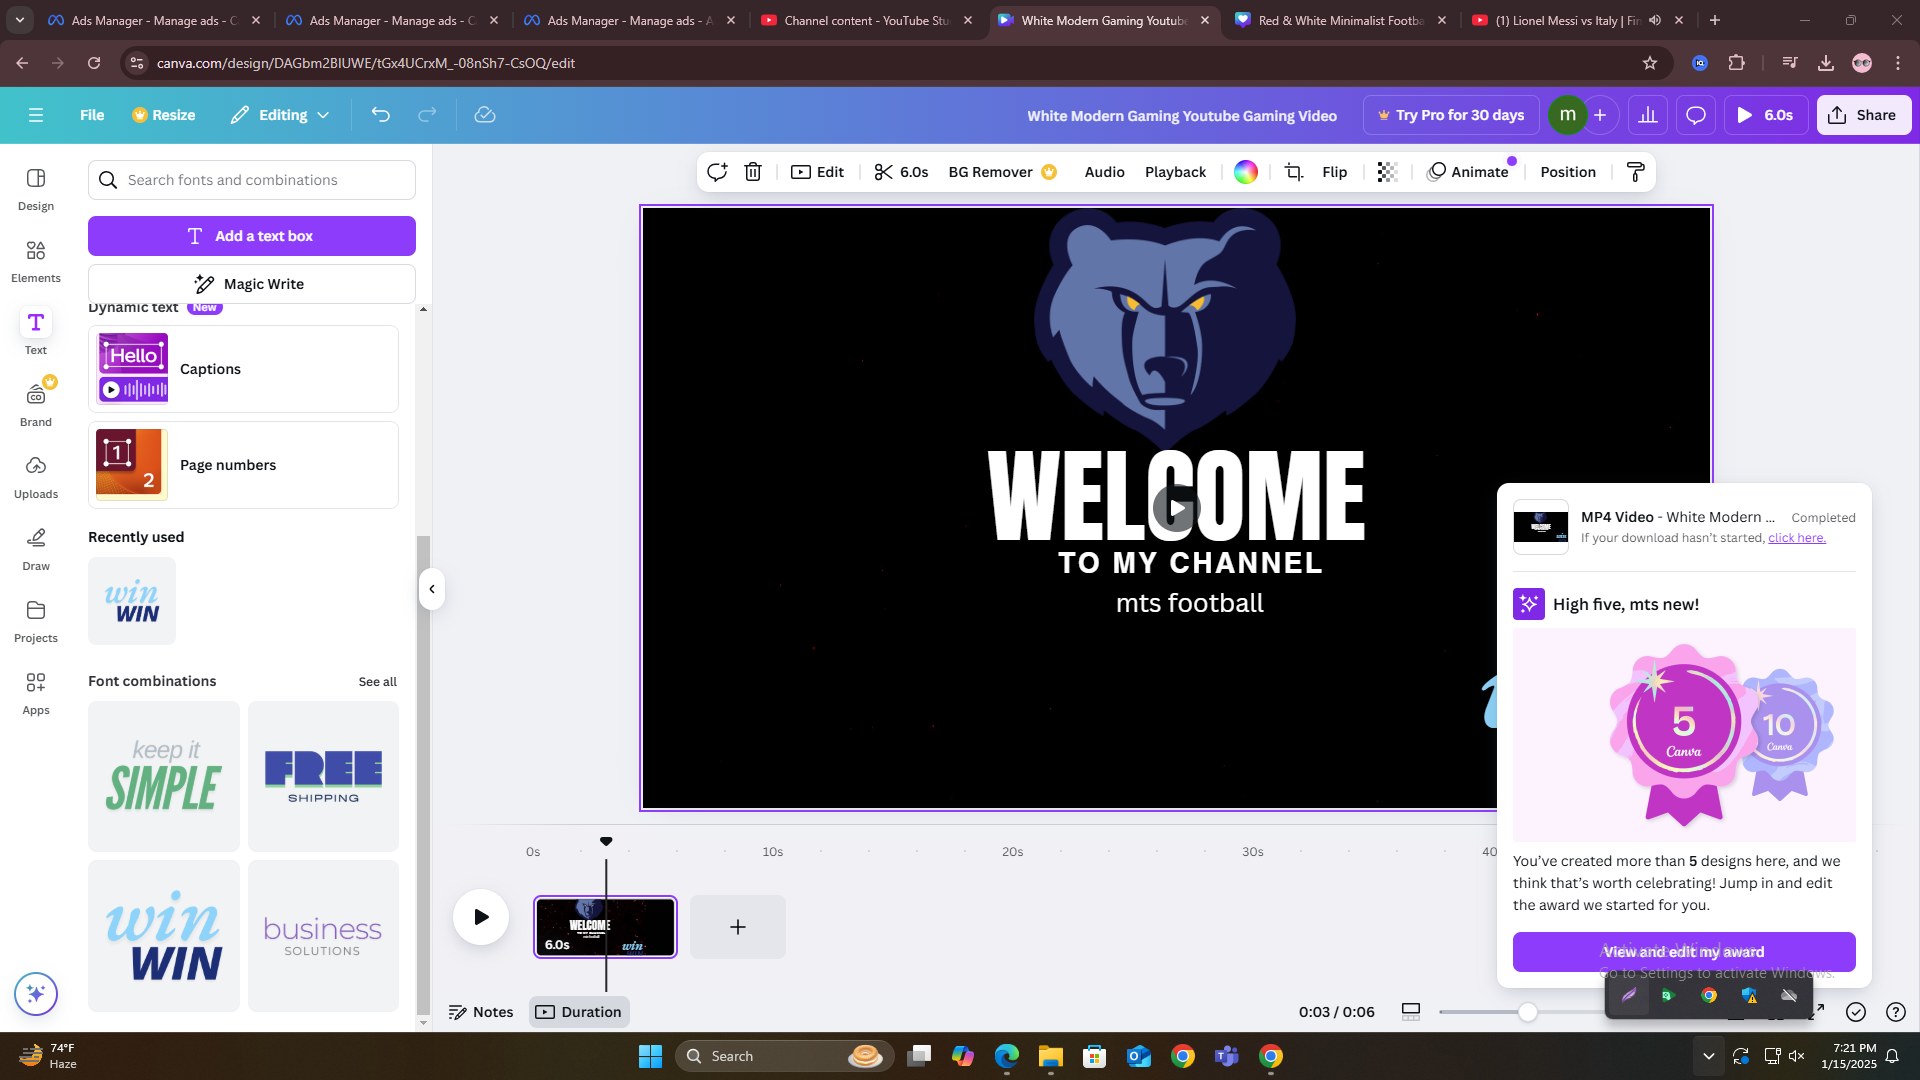 Ads Manager - Manage ads - C
Ads Manager - Manage ads - C
Ads Manager - Manage ads - A
Channel content - YouTube Stu
White Modern Gaming Youtube
Red & White Minimalist Footba
(1) Lionel Messi vs Italy | Fin
canva.com/design/DAGbm2BIUWE/tGx4UCrxM_-08nSh7-CsOQ/edit
File
Resize
Editing
White Modern Gaming Youtube Gaming Video
Try Pro for 30 days
m
6.0s
Share
Design
Elements
Text
Brand
Uploads
Draw
Projects
Apps
Search fonts and combinations
Add a text box
Magic Write
Dynamic text New
Hello
Captions
1
2
Page numbers
Recently used
win
WIN
Font combinations
See all
keep it
SIMPLE
FREE
SHIPPING
win
WIN
business
SOLUTIONS
Edit
6.0s
BG Remover
Audio
Playback
Flip
Animate
Position
WELCOME
TO MY CHANNEL
mts football
MP4 Video - White Modern ...
Completed
If your download hasn't started, click here.
High five, mts new!
5
Canva
10
Canva
You've created more than 5 designs here, and we
think that's worth celebrating! Jump in and edit
the award we started for you.
View and edit my award
Activate Windows
Go to Settings to activate Windows.
0s
10s
20s
30s
40
WELCOME
TO MY CHANNEL
mts football
6.0s
win
Notes
Duration
0:03 / 0:06
74°F
Haze
Search
7:21 PM
1/15/2025